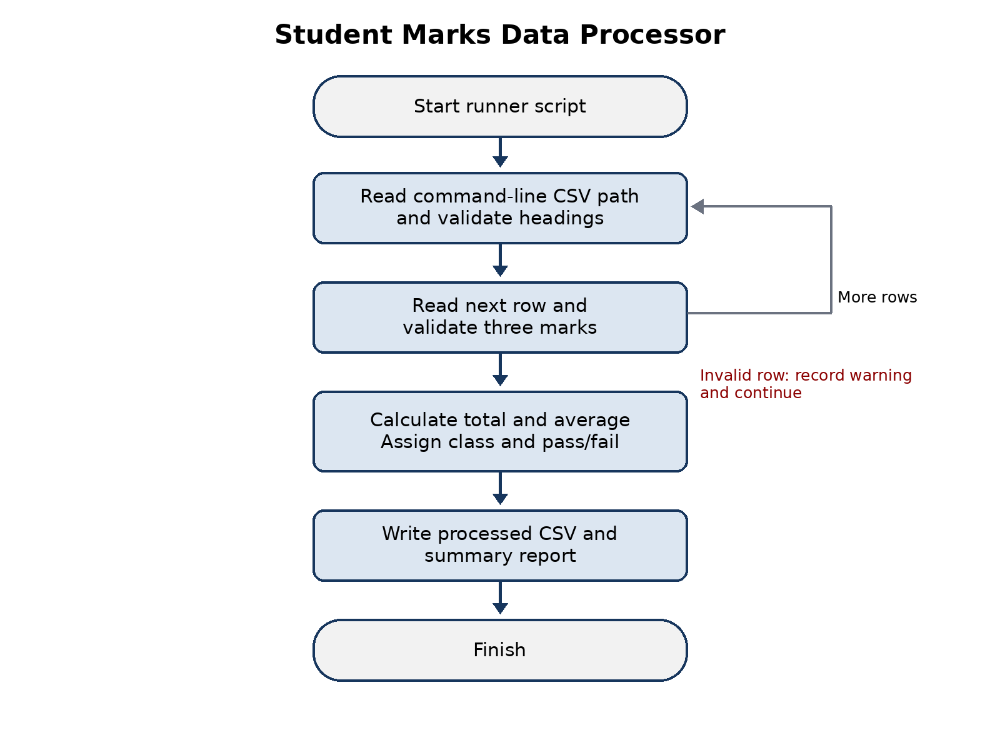 Student Marks Data Processor
Start runner script
Read command-line CSV path
and validate headings
Read next row and
validate three marks
More rows
Invalid row: record warning
and continue
Calculate total and average
Assign class and pass/fail
Write processed CSV and
summary report
Finish